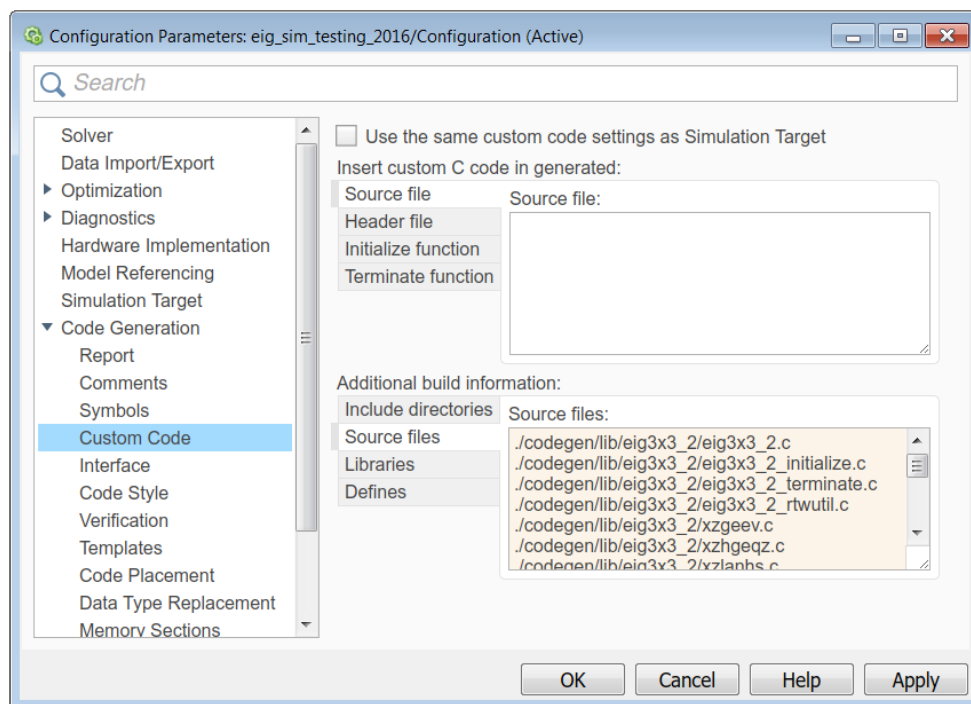 Configuration Parameters: eig_sim_testing_2016/Configuration (Active)
Search
Solver
Data Import/Export
Optimization
Diagnostics
Hardware Implementation
Model Referencing
Simulation Target
Code Generation
Report
Comments
Symbols
Custom Code
Interface
Code Style
Verification
Templates
Code Placement
Data Type Replacement
Memory Sections
Use the same custom code settings as Simulation Target
Insert custom C code in generated:
Source file
Header file
Initialize function
Terminate function
Source file:
Additional build information:
Include directories
Source files
Libraries
Defines
Source files:
./codegen/lib/eig3x3_2/eig3x3_2.c
./codegen/lib/eig3x3_2/eig3x3_2_initialize.c
./codegen/lib/eig3x3_2/eig3x3_2_terminate.c
./codegen/lib/eig3x3_2/eig3x3_2_rtwutil.c
./codegen/lib/eig3x3_2/xzgeev.c
./codegen/lib/eig3x3_2/xzhgeqz.c
./codegen/lib/eig3x3_2/xzlanhs.c
OK
Cancel
Help
Apply